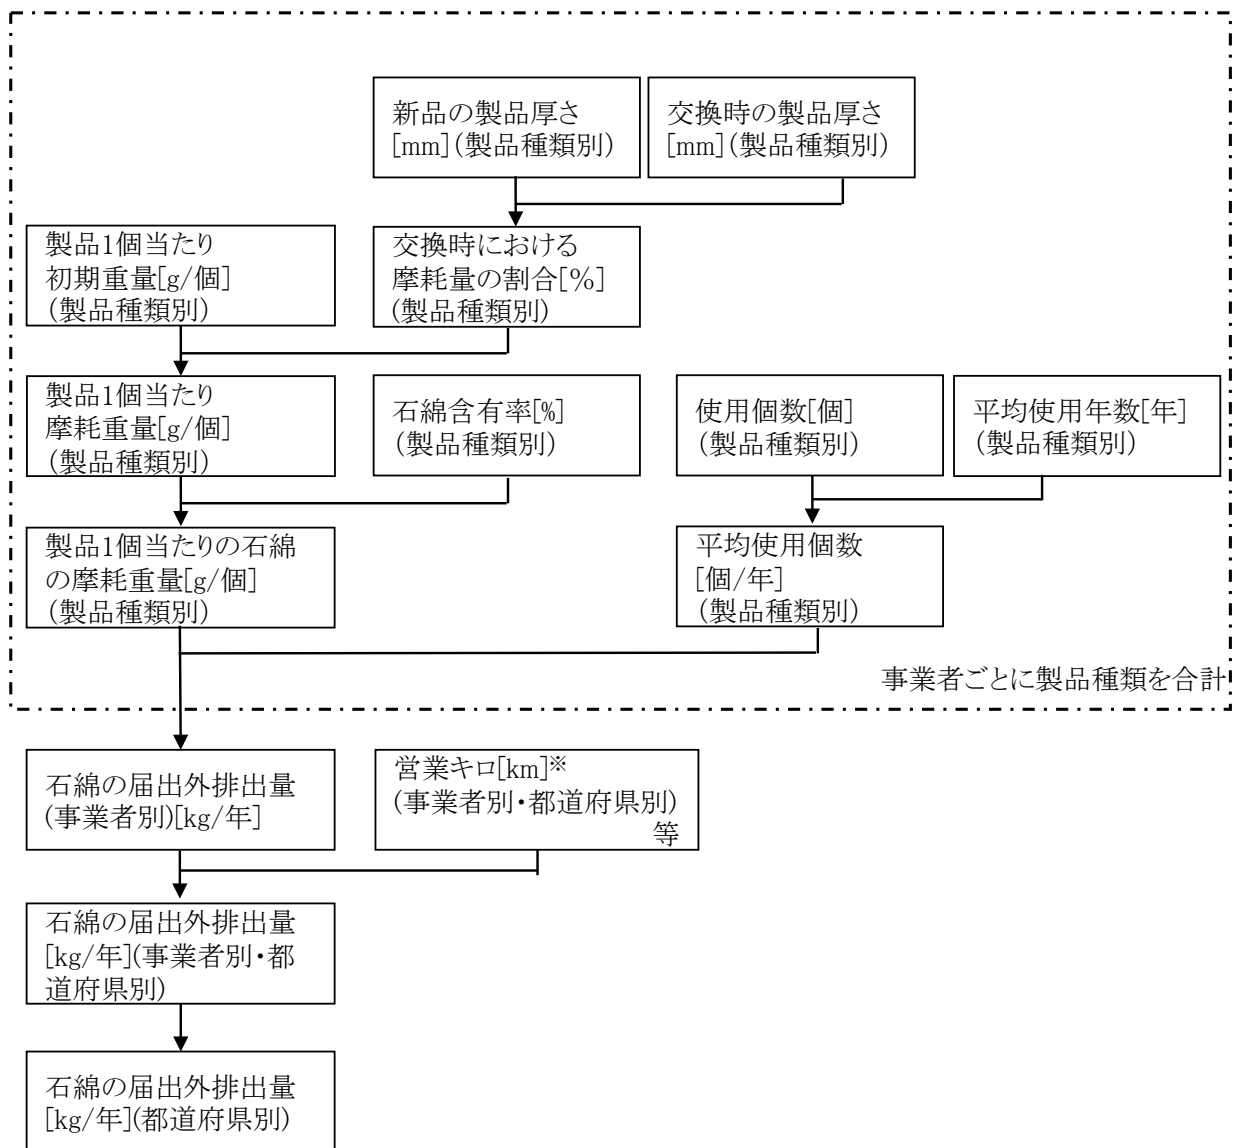 新品の製品厚さ
[mm](製品種類別)
交換時の製品厚さ
[mm](製品種類別)
製品1個当たり
初期重量[g/個]
(製品種類別)
交換時における
摩耗量の割合[%]
(製品種類別)
製品1個当たり
摩耗重量[g/個]
(製品種類別)
石綿含有率[%]
(製品種類別)
使用個数[個]
(製品種類別)
平均使用年数[年]
(製品種類別)
製品1個当たりの石綿
の摩耗重量[g/個]
(製品種類別)
平均使用個数
[個/年]
(製品種類別)
事業者ごとに製品種類を合計
石綿の届出外排出量
(事業者別)[kg/年]
営業キロ[km]※
(事業者別・都道府県別)
等
石綿の届出外排出量
[kg/年](事業者別・都
道府県別)
石綿の届出外排出量
[kg/年](都道府県別)